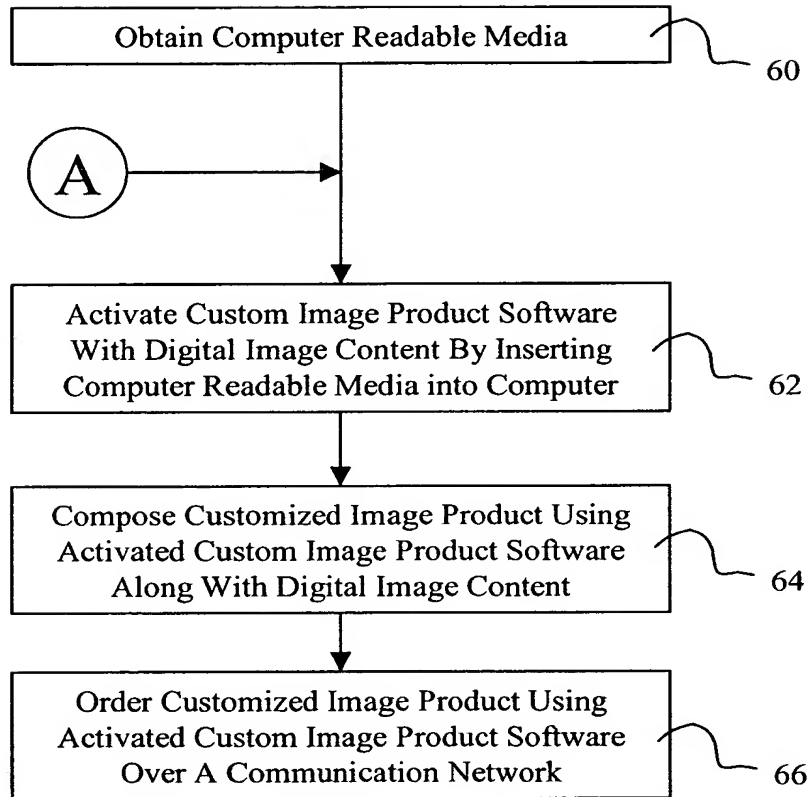 Obtain Computer Readable Media
60
A
Activate Custom Image Product Software
With Digital Image Content By Inserting
Computer Readable Media into Computer
62
Compose Customized Image Product Using
Activated Custom Image Product Software
Along With Digital Image Content
64
Order Customized Image Product Using
Activated Custom Image Product Software
Over A Communication Network
66